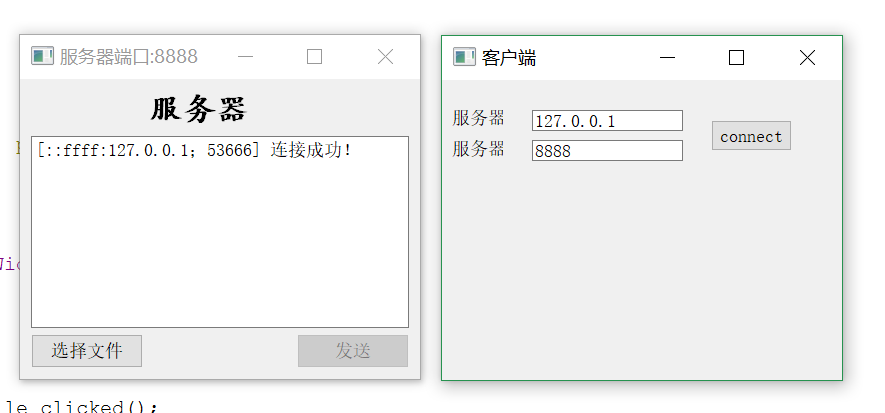 服务器端口:8888
服务器
[::ffff:127.0.0.1; 53666] 连接成功!
选择文件
发送
客户端
服务器
127.0.0.1
服务器
8888
connect
le clicked();